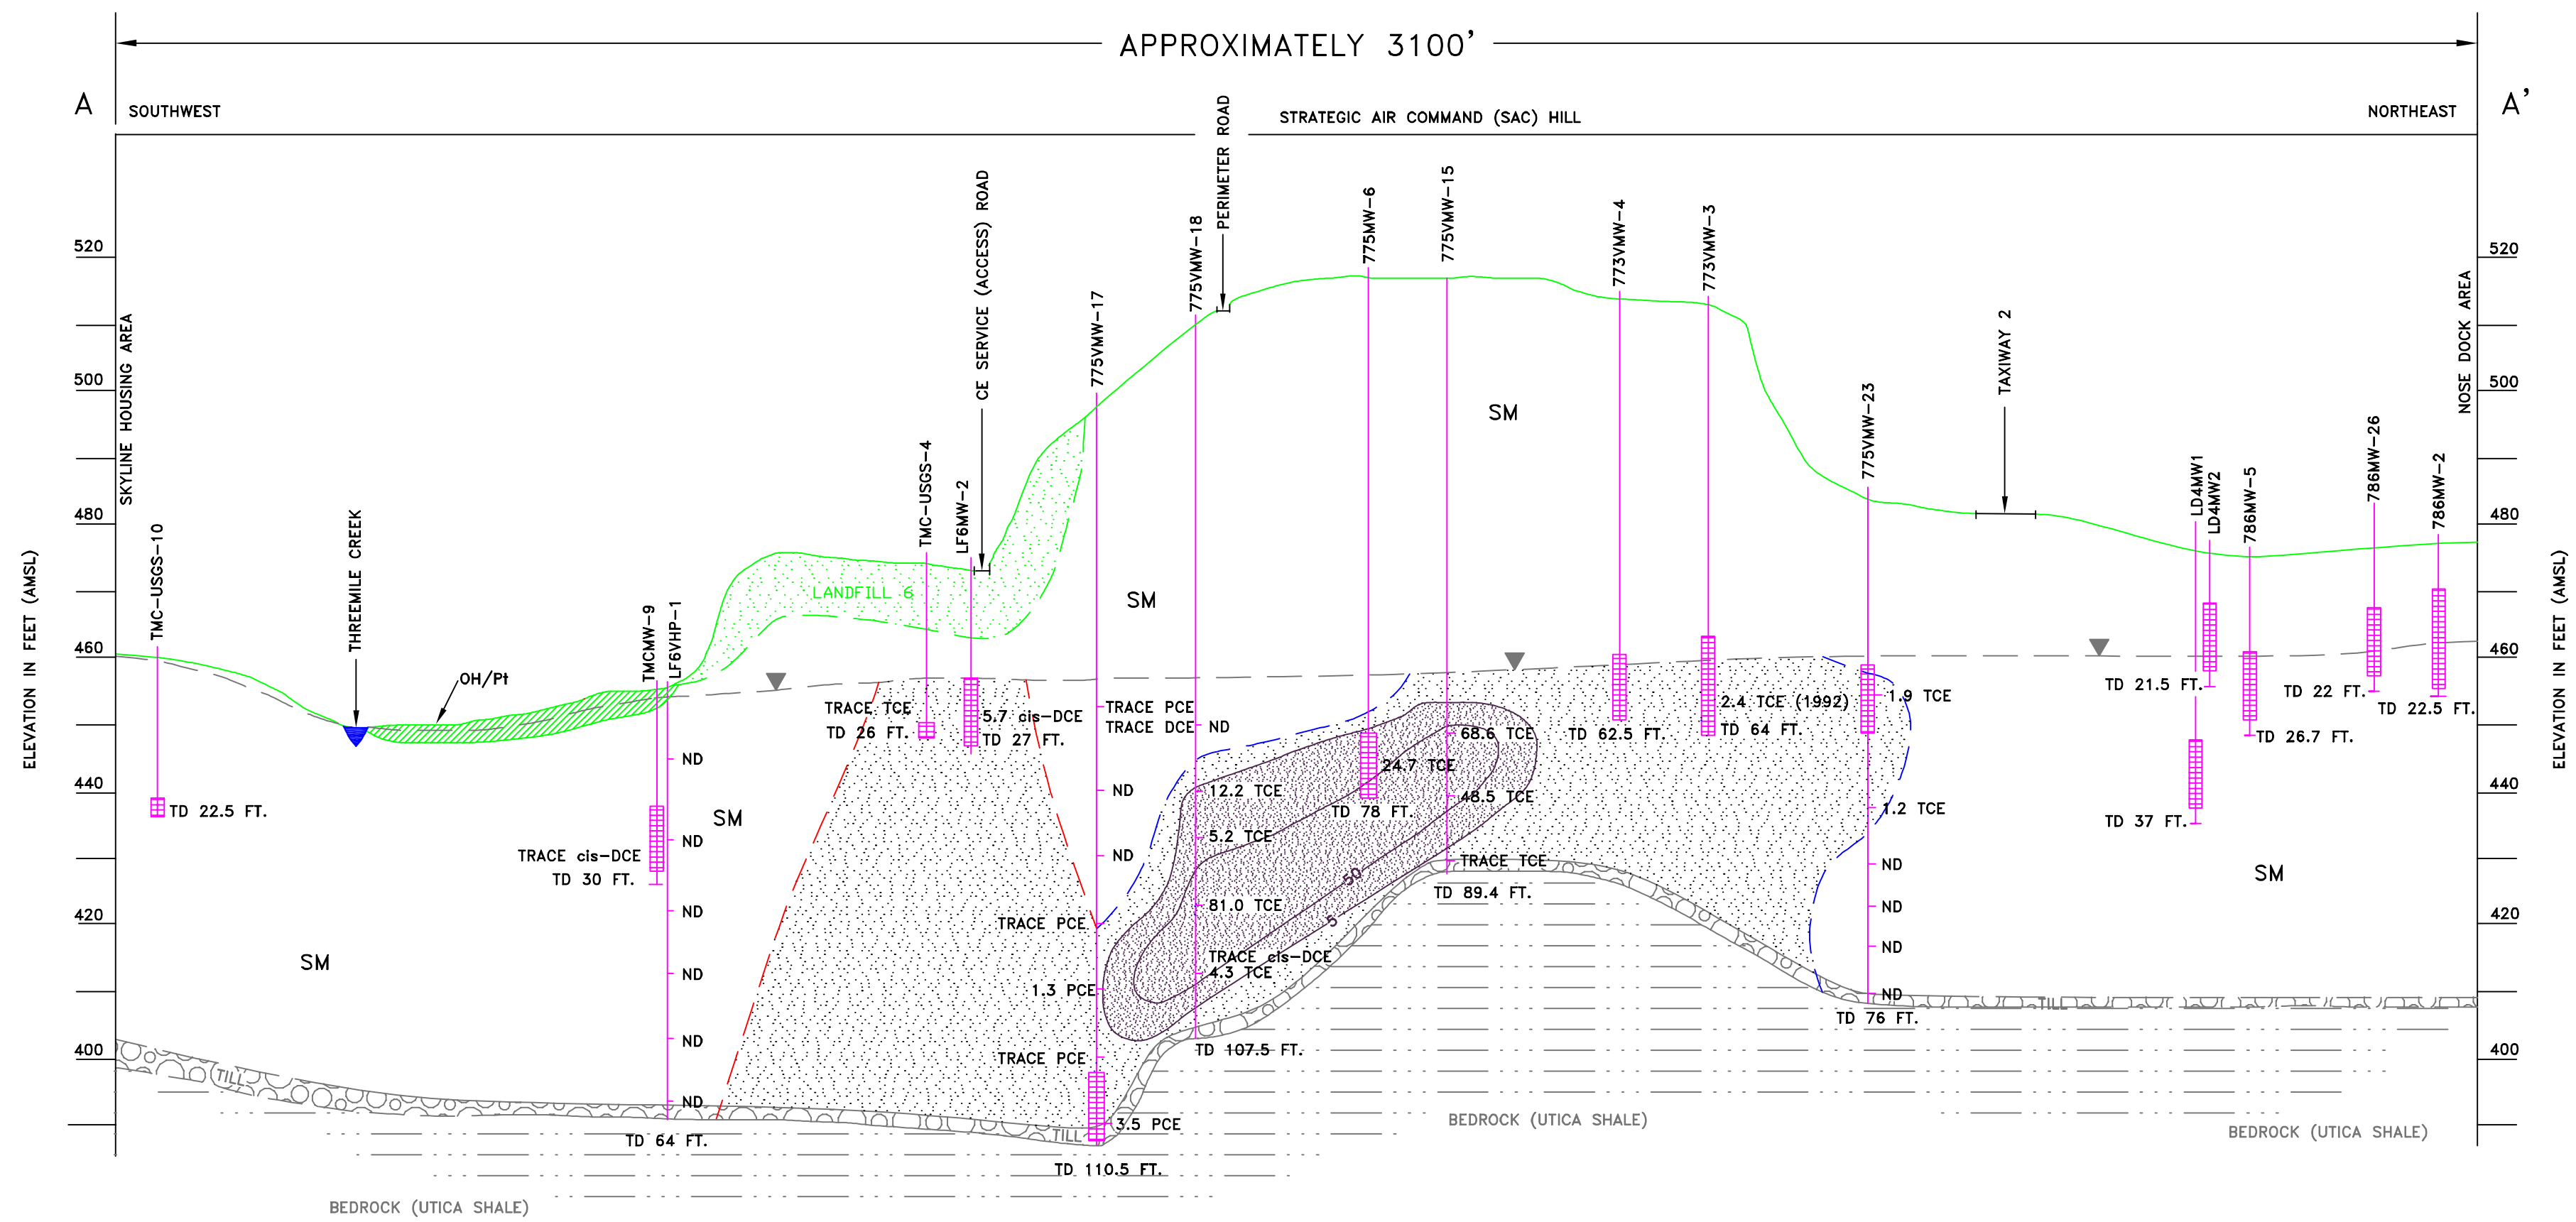 APPROXIMATELY 3100'
A
SOUTHWEST
STRATEGIC AIR COMMAND (SAC) HILL
NORTHEAST
A'
ELEVATION IN FEET (AMSL)
520
500
480
460
440
420
400
SKYLINE HOUSING AREA
TMC-USGS-10
TD 22.5 FT.
THREEMILE CREEK
OH/Pt
SM
TMCMW-9
LF6VHP-1
ND
ND
TRACE cis-DCE
TD 30 FT.
ND
ND
ND
ND
TD 64 FT.
SM
LANDFILL 6
TMC-USGS-4
TRACE TCE
TD 26 FT.
LF6MW-2
5.7 cis-DCE
TD 27 FT.
CE SERVICE (ACCESS) ROAD
775VMW-17
TRACE PCE
TRACE DCE
ND
ND
TRACE PCE
1.3 PCE
TRACE PCE
3.5 PCE
TD 110.5 FT.
SM
775VMW-18
ND
12.2 TCE
5.2 TCE
81.0 TCE
TRACE cis-DCE
4.3 TCE
TD 107.5 FT.
PERIMETER ROAD
775MW-6
24.7 TCE
TD 78 FT.
775VMW-15
68.6 TCE
48.5 TCE
TRACE TCE
TD 89.4 FT.
50
5
SM
773VMW-4
TD 62.5 FT.
773VMW-3
2.4 TCE (1992)
TD 64 FT.
775VMW-23
1.9 TCE
1.2 TCE
ND
ND
ND
ND
TD 76 FT.
TAXIWAY 2
LD4MW1
LD4MW2
TD 21.5 FT.
TD 37 FT.
786MW-5
TD 26.7 FT.
786MW-26
TD 22 FT.
786MW-2
TD 22.5 FT.
SM
NOSE DOCK AREA
520
500
480
460
440
420
400
ELEVATION IN FEET (AMSL)
TILL
TILL
TILL
BEDROCK (UTICA SHALE)
BEDROCK (UTICA SHALE)
BEDROCK (UTICA SHALE)